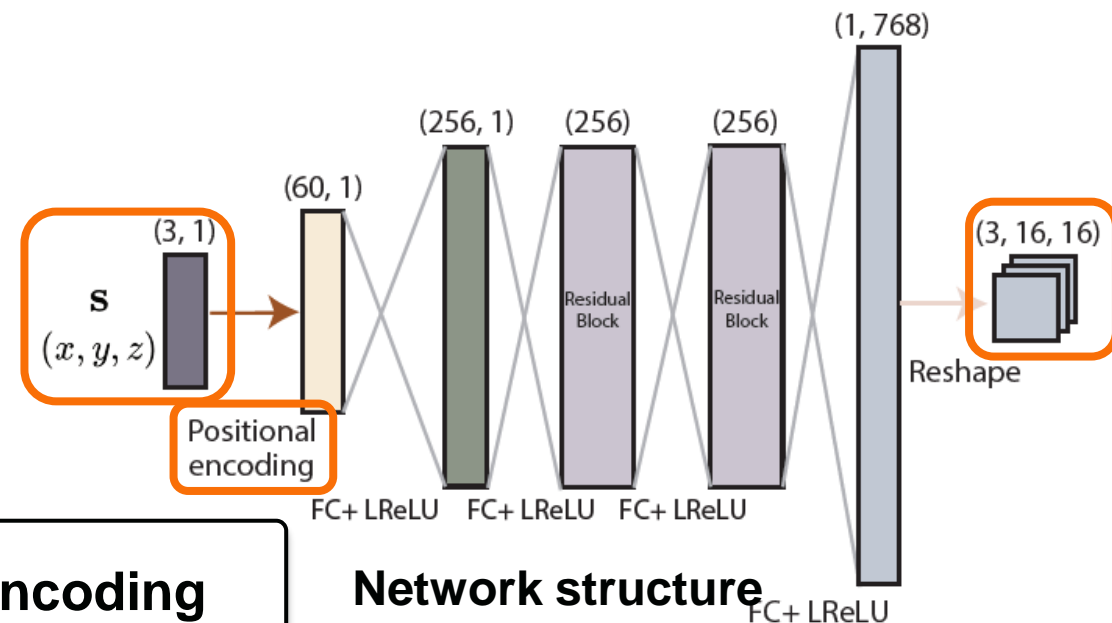 (1, 768)
(256, 1)
(256)
(256)
(60, 1)
(3, 1)
(3, 16, 16)
s
(x, y, z)
Residual
Block
Residual
Block
Reshape
Positional
encoding
FC+ LReLU
FC+ LReLU
FC+ LReLU
ncoding
Network structure
FC+ LReLU